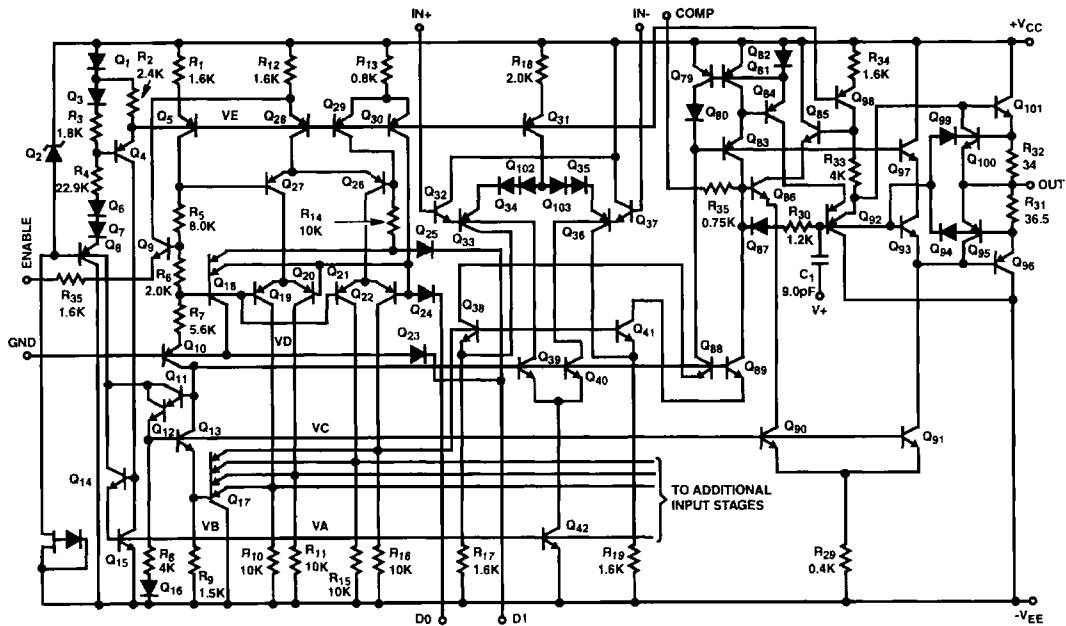 IN+
IN-
COMP
+VCC
Q1
R2
2.4K
R1
1.6K
R12
1.6K
R13
0.8K
R18
2.0K
Q82
Q79
Q81
R34
1.6K
Q3
R3
1.8K
Q2
Q5
VE
Q28
Q29
Q30
Q31
Q80
Q84
Q85
Q98
Q101
Q4
R4
22.9K
Q83
Q99
Q100
R32
34
R33
4K
Q97
Q27
Q26
Q32
Q102
Q35
OUT
Q6
Q7
R5
8.0K
R14
10K
Q34
Q103
Q33
Q36
Q37
R35
0.75K
Q86
Q92
Q93
R31
36.5
ENABLE
Q8
Q9
Q25
Q87
R30
1.2K
Q94
Q95
Q96
R6
2.0K
Q18
Q19
Q20
Q21
Q22
Q24
C1
9.0pF
V+
R35
1.6K
R7
5.6K
VD
Q23
Q38
Q41
GND
Q10
Q39
Q40
Q88
Q89
Q11
Q12
Q13
VC
Q90
Q91
Q14
Q17
TO ADDITIONAL
INPUT STAGES
VB
VA
Q42
Q15
R8
4K
R9
1.5K
R10
10K
R11
10K
R15
10K
R16
10K
R17
1.6K
R19
1.6K
R29
0.4K
Q16
D0
D1
-VEE